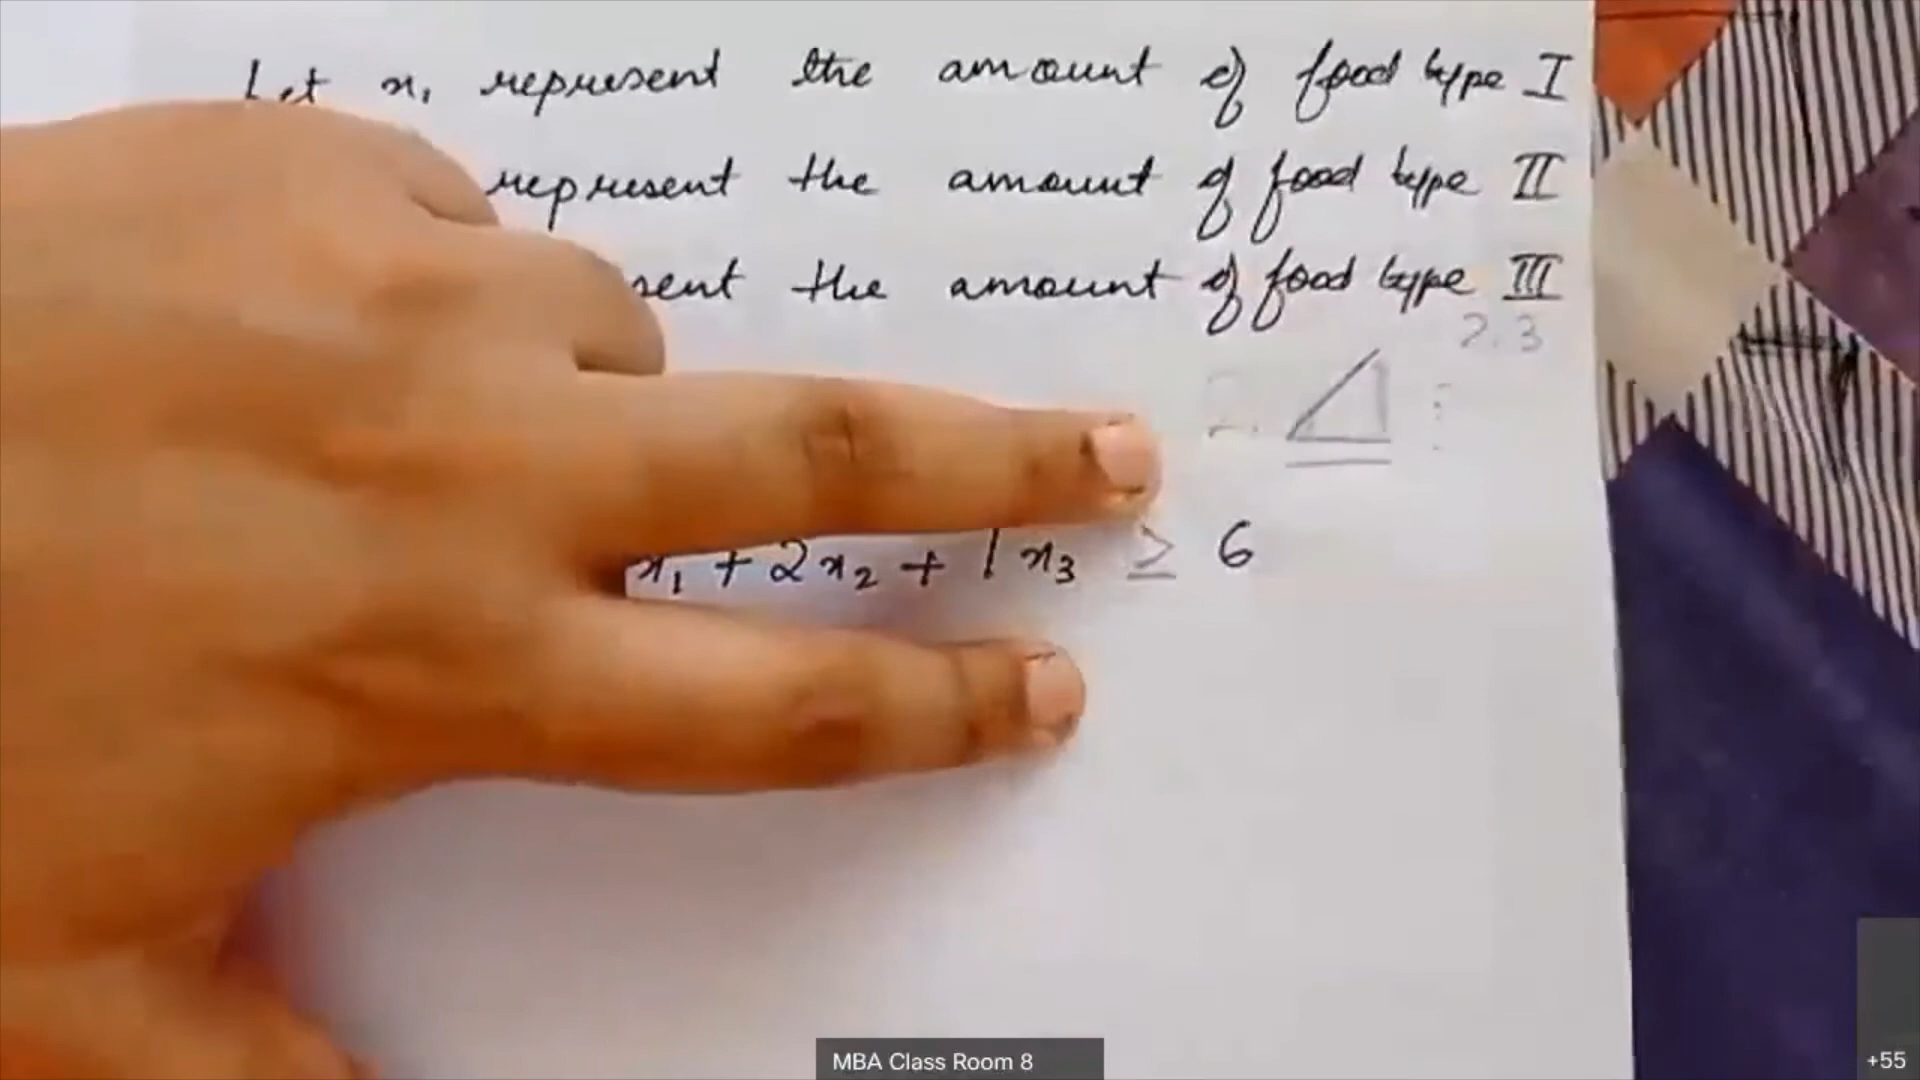 Let x₁ represent the amount of food type I
represent the amount of food type II
sent the amount of food type III
2.3
x₁ + 2x₂ + 1x₃ ≥ 6
MBA Class Room 8
+55